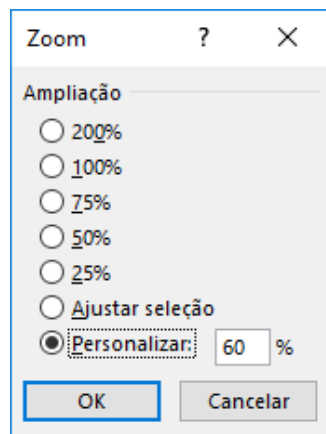 Zoom ? ×
Ampliação
200%
100%
75%
50%
25%
Ajustar seleção
Personalizar: 60 %
OK Cancelar